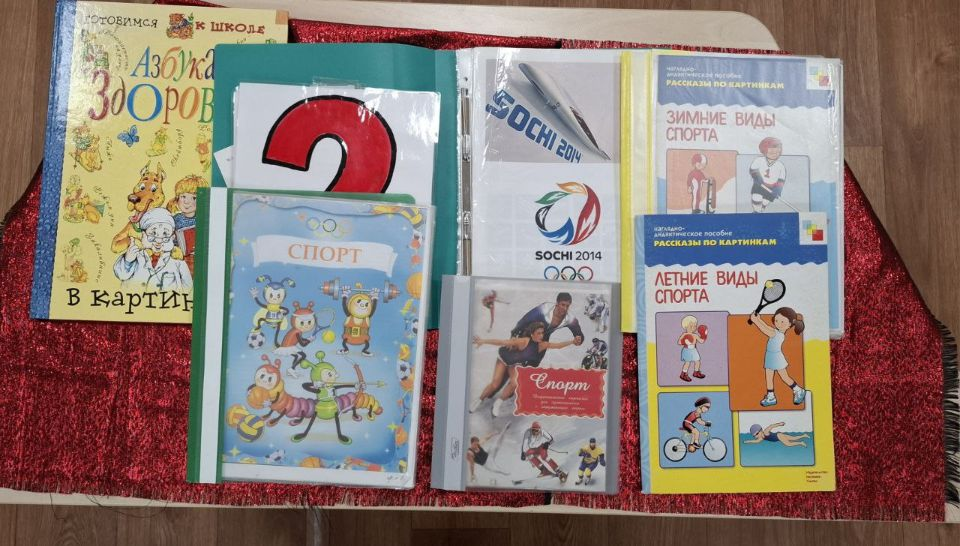 ГОТОВИМСЯ К ШКОЛЕ
Азбука
Здоров
В КАРТИН
?
SOCHI 2014
SOCHI 2014
НАГЛЯДНО-
ДИДАКТИЧЕСКОЕ ПОСОБИЕ
РАССКАЗЫ ПО КАРТИНКАМ
ЗИМНИЕ ВИДЫ
СПОРТА
СПОРТ
Спорт
НАГЛЯДНО-
ДИДАКТИЧЕСКОЕ ПОСОБИЕ
РАССКАЗЫ ПО КАРТИНКАМ
ЛЕТНИЕ ВИДЫ
СПОРТА